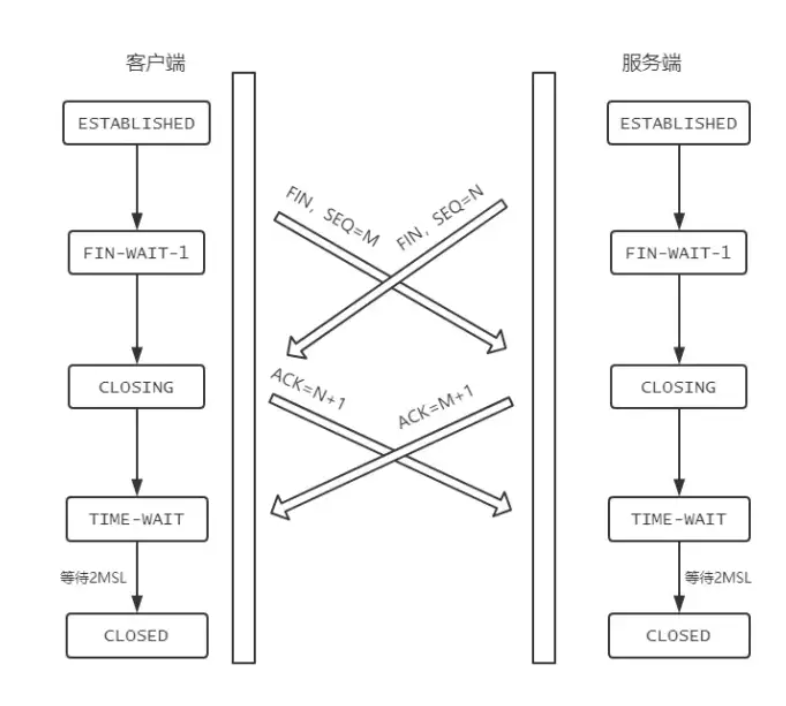 客户端
服务端
ESTABLISHED
ESTABLISHED
FIN，SEQ=M
FIN，SEQ=N
FIN-WAIT-1
FIN-WAIT-1
CLOSING
CLOSING
ACK=N+1
ACK=M+1
TIME-WAIT
TIME-WAIT
等待2MSL
等待2MSL
CLOSED
CLOSED